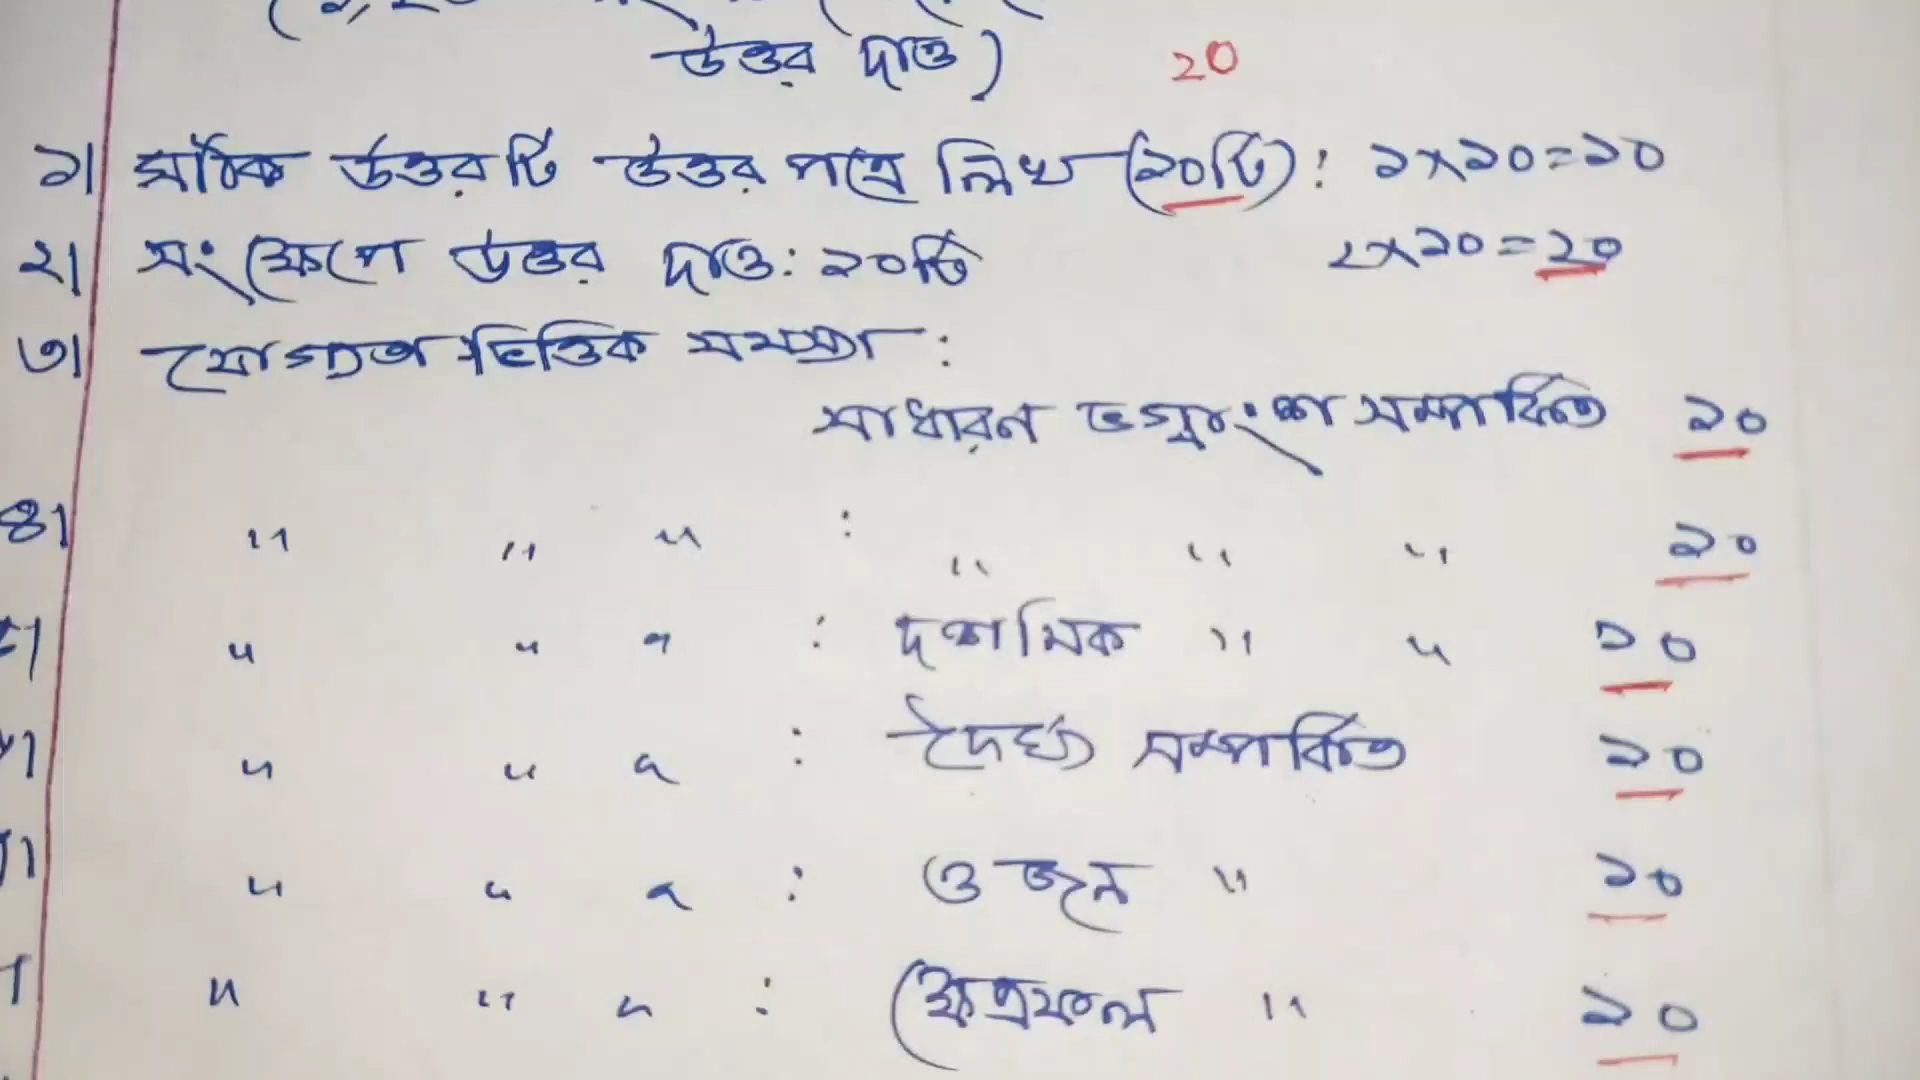 উত্তর দাও) 20
১। সঠিক উত্তরটি উত্তর পত্রে লিখ (১০টি): ১×১০=১০
২। সংক্ষেপে উত্তর দাও: ১০টি ২×১০=২০
৩। যোগ্যতা ভিত্তিক সমস্যা:
সাধারণ ভগ্নাংশ সম্পর্কিত ১০
৪। " " " : " " " ১০
" " " : দশমিক " " ১০
" " " : দৈর্ঘ্য সম্পর্কিত ১০
" " " : ওজন " ১০
" " " : ক্ষেত্রফল " ১০